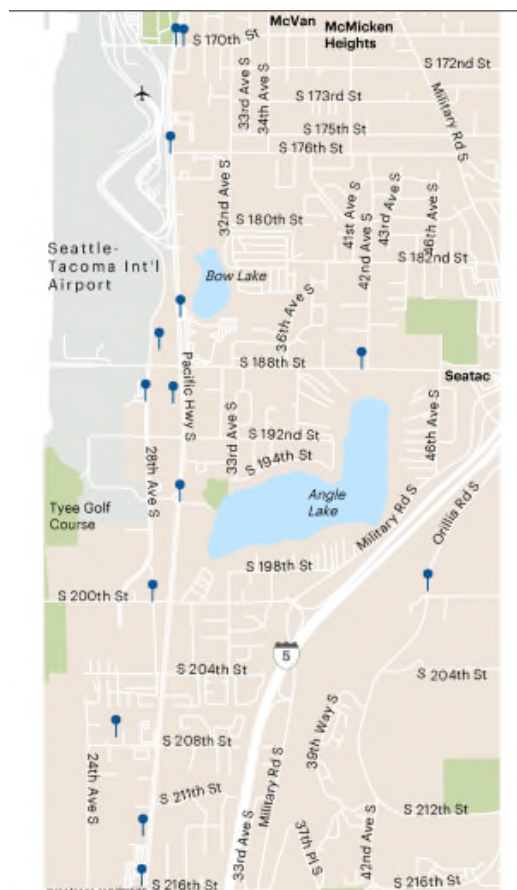 McVan
McMicken
Heights
S 170th St
S 172nd St
Military Rd S
33rd Ave S
34th Ave S
S 173rd St
S 175th St
S 176th St
32nd Ave S
S 180th St
41st Ave S
42nd Ave S
43rd Ave S
46th Ave S
S 182nd St
Seattle-
Tacoma Int'l
Airport
Bow Lake
36th Ave S
Pacific Hwy S
S 188th St
Seatac
33rd Ave S
S 192nd St
S 194th St
46th Ave S
28th Ave S
Tyee Golf
Course
Angle
Lake
Military Rd S
Orillia Rd S
S 198th St
S 200th St
5
S 204th St
S 204th St
39th Way S
S 208th St
24th Ave S
S 211th St
Military Rd S
33rd Ave S
37th Pl S
42nd Ave S
S 212th St
S 216th St
S 216th St